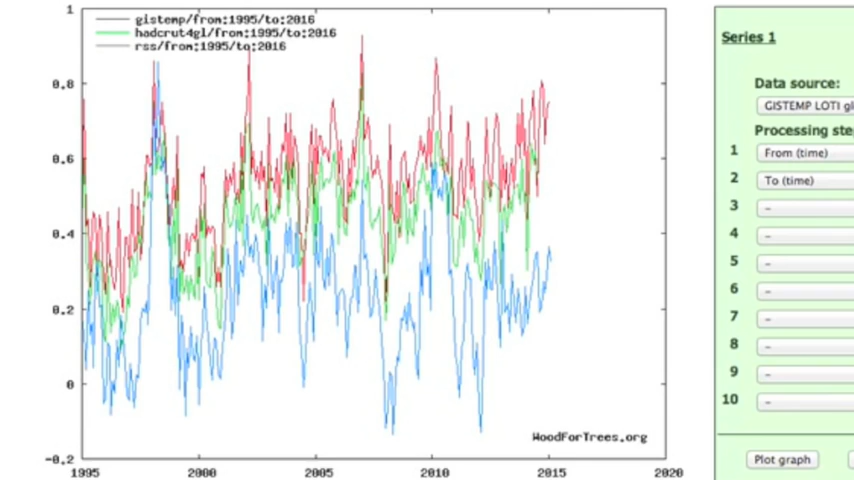 1
gistemp/from:1995/to:2016
hadcrut4gl/from:1995/to:2016
rss/from:1995/to:2016
0.8
0.6
0.4
0.2
0
-0.2
WoodForTrees.org
1995
2000
2005
2010
2015
2020
Series 1
Data source:
GISTEMP LOTI gl
Processing ste
1 From (time)
2 To (time)
3 –
4 –
5 –
6 –
7 –
8 –
9 –
10 –
Plot graph